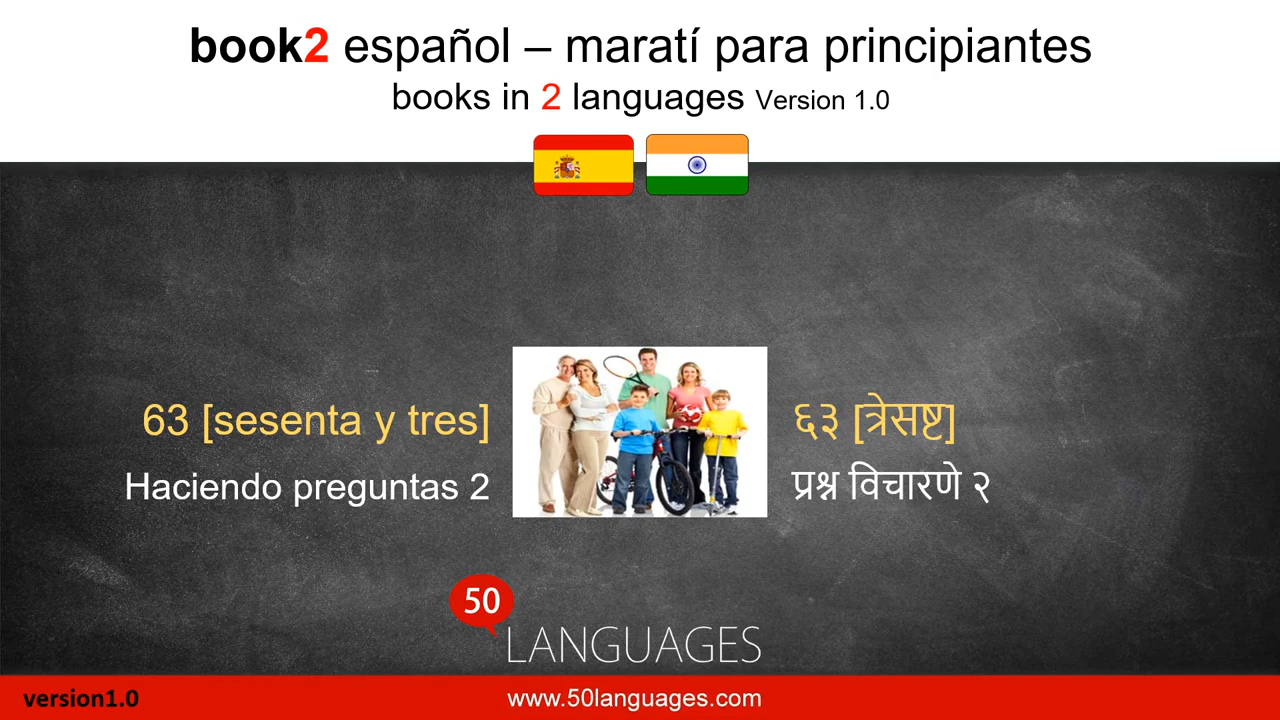 book2 español – maratí para principiantes
books in 2 languages Version 1.0
63 [sesenta y tres]
Haciendo preguntas 2
६३ [त्रेसष्ट]
प्रश्न विचारणे २
50
LANGUAGES
version1.0
www.50languages.com